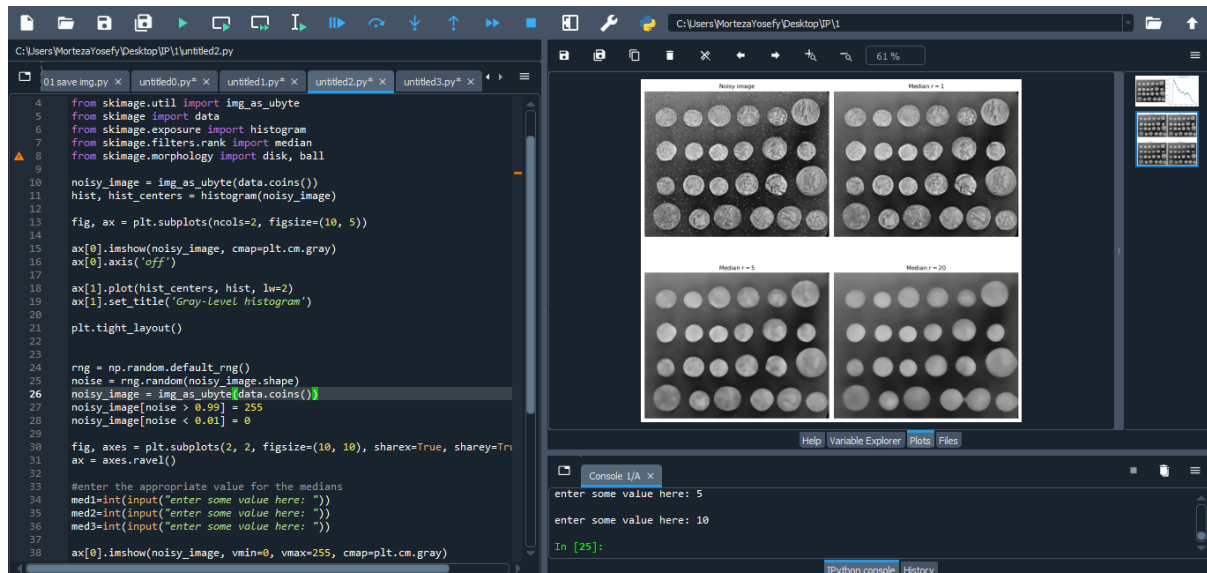 C:\Users\MortezaYosefy\Desktop\IP\1
C:\Users\MortezaYosefy\Desktop\IP\1\untitled2.py
01 save img.py × untitled0.py* × untitled1.py* × untitled2.py* × untitled3.py* ×
4 from skimage.util import img_as_ubyte
5 from skimage import data
6 from skimage.exposure import histogram
7 from skimage.filters.rank import median
8 from skimage.morphology import disk, ball
9
10 noisy_image = img_as_ubyte(data.coins())
11 hist, hist_centers = histogram(noisy_image)
12
13 fig, ax = plt.subplots(ncols=2, figsize=(10, 5))
14
15 ax[0].imshow(noisy_image, cmap=plt.cm.gray)
16 ax[0].axis('off')
17
18 ax[1].plot(hist_centers, hist, lw=2)
19 ax[1].set_title('Gray-level histogram')
20
21 plt.tight_layout()
22
23
24 rng = np.random.default_rng()
25 noise = rng.random(noisy_image.shape)
26 noisy_image = img_as_ubyte(data.coins())
27 noisy_image[noise > 0.99] = 255
28 noisy_image[noise < 0.01] = 0
29
30 fig, axes = plt.subplots(2, 2, figsize=(10, 10), sharex=True, sharey=Tru
31 ax = axes.ravel()
32
33 #enter the appropriate value for the medians
34 med1=int(input("enter some value here: "))
35 med2=int(input("enter some value here: "))
36 med3=int(input("enter some value here: "))
37
38 ax[0].imshow(noisy_image, vmin=0, vmax=255, cmap=plt.cm.gray)
61 %
Noisy image
Median r = 1
Median r = 5
Median r = 20
Help Variable Explorer Plots Files
Console 1/A ×
enter some value here: 5
enter some value here: 10
In [25]:
IPython console History